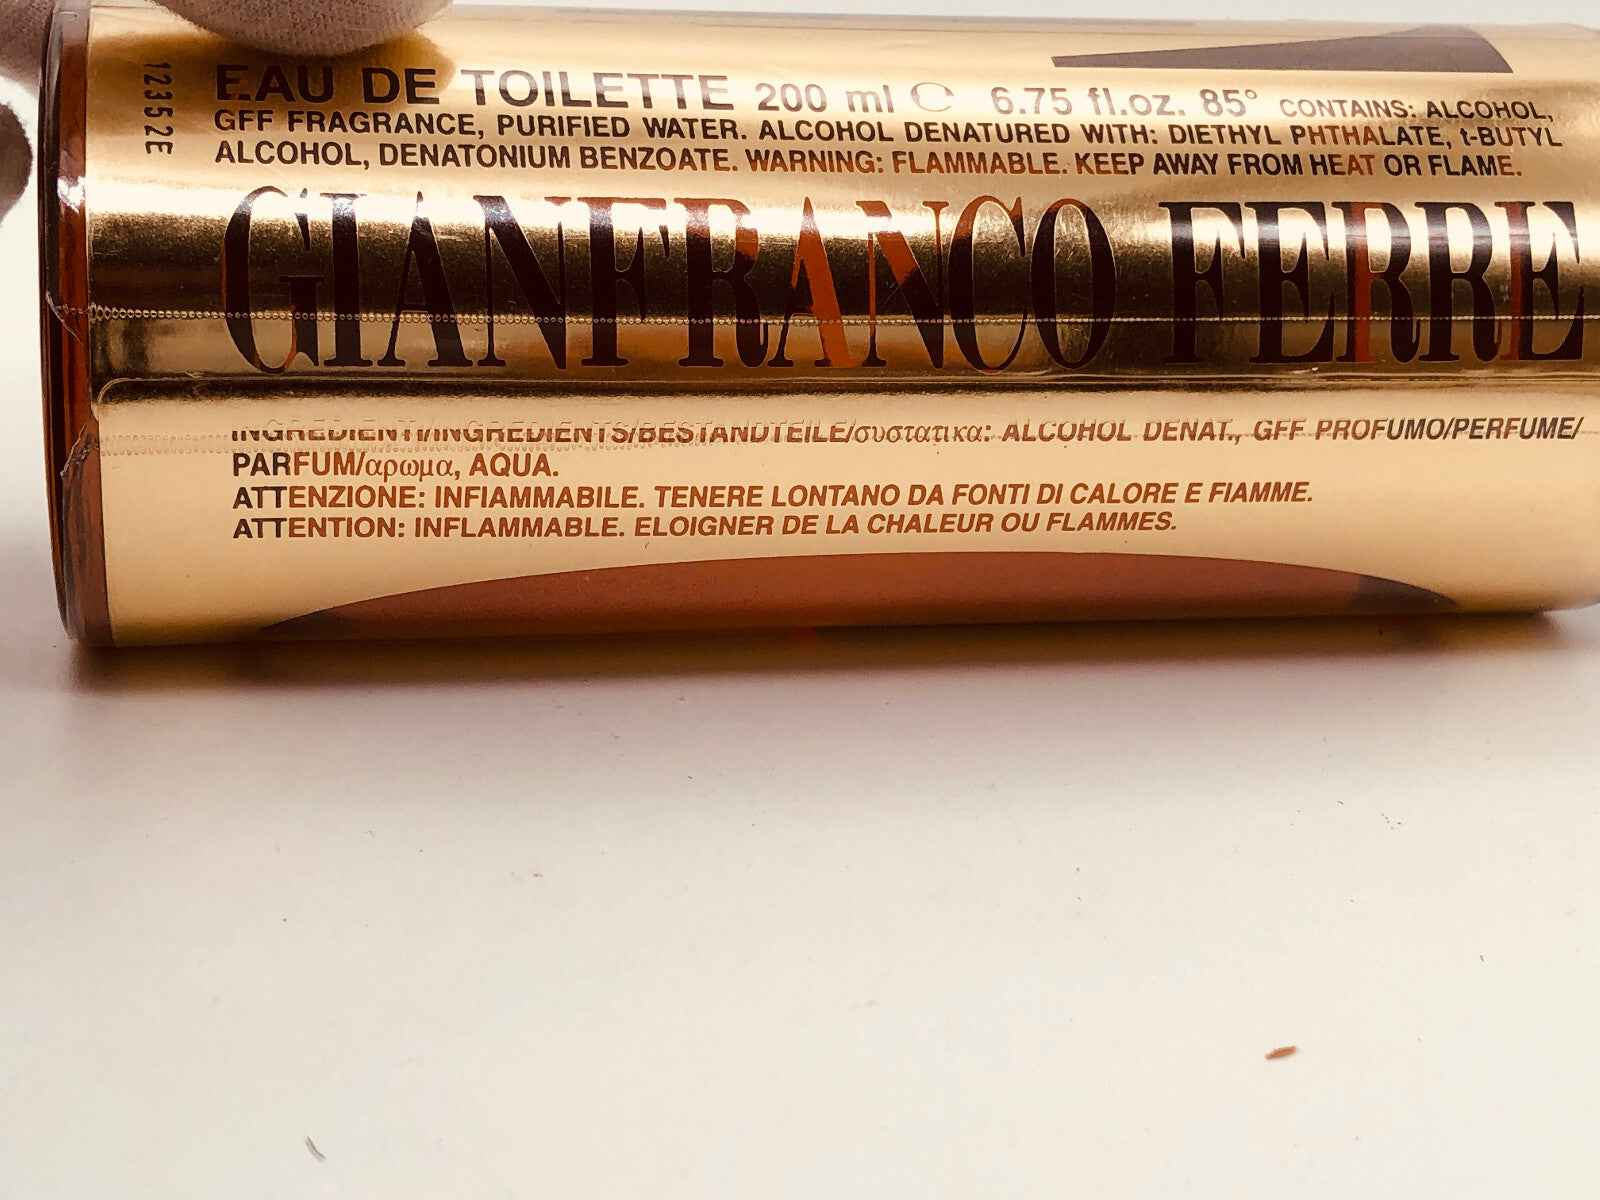 12352E
EAU DE TOILETTE 200 ml ℮ 6.75 fl.oz. 85° CONTAINS: ALCOHOL,
GFF FRAGRANCE, PURIFIED WATER. ALCOHOL DENATURED WITH: DIETHYL PHTHALATE, t-BUTYL
ALCOHOL, DENATONIUM BENZOATE. WARNING: FLAMMABLE. KEEP AWAY FROM HEAT OR FLAME.
GIANFRANCO FERRE
INGREDIENTI/INGREDIENTS/BESTANDTEILE/συστατικα: ALCOHOL DENAT., GFF PROFUMO/PERFUME/
PARFUM/αρωμα, AQUA.
ATTENZIONE: INFIAMMABILE. TENERE LONTANO DA FONTI DI CALORE E FIAMME.
ATTENTION: INFLAMMABLE. ELOIGNER DE LA CHALEUR OU FLAMMES.